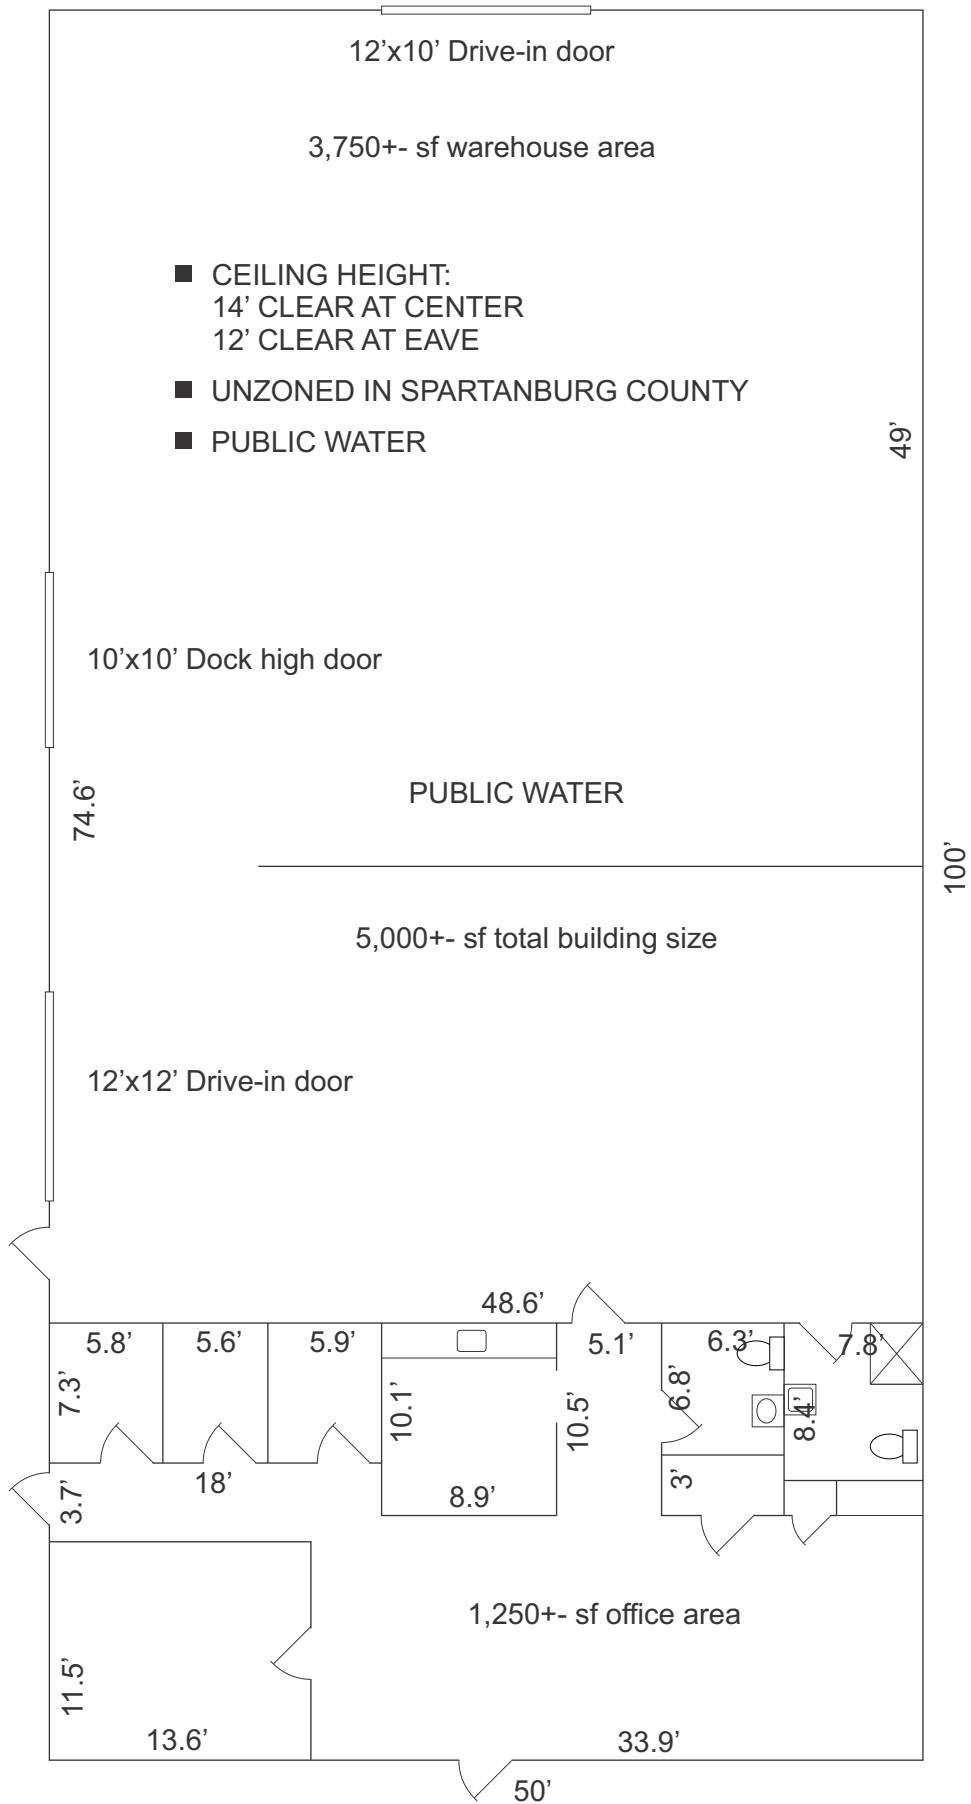 12’x10’ Drive-in door
3,750+- sf warehouse area
■ CEILING HEIGHT:
14’ CLEAR AT CENTER
12’ CLEAR AT EAVE
■ UNZONED IN SPARTANBURG COUNTY
■ PUBLIC WATER
49’
10’x10’ Dock high door
74.6’
PUBLIC WATER
100’
5,000+- sf total building size
12’x12’ Drive-in door
48.6’
5.8’
5.6’
5.9’
5.1’
6.3’
7.8’
7.3’
10.1’
10.5’
6.8’
8.4’
3.7’
18’
8.9’
3’
1,250+- sf office area
11.5’
13.6’
33.9’
50’